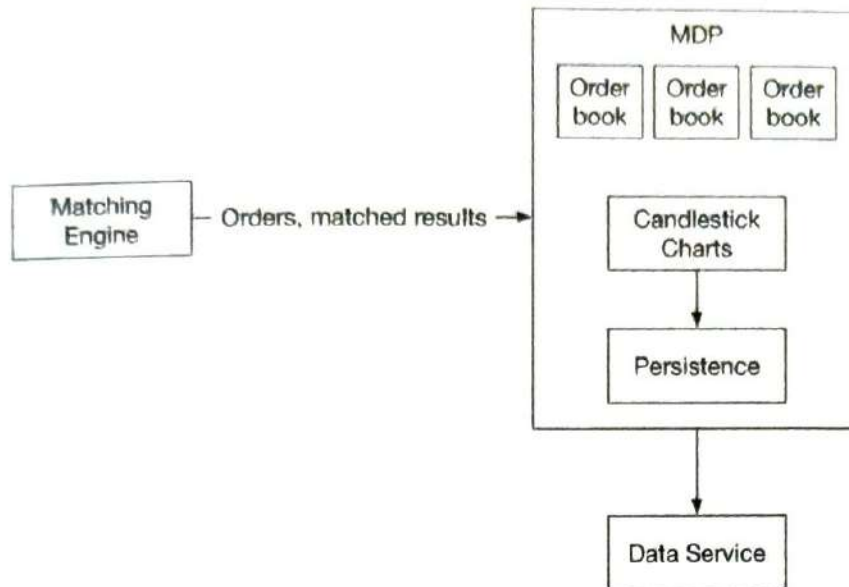 MDP
Order
book
Order
book
Order
book
Matching
Engine
Orders, matched results
Candlestick
Charts
Persistence
Data Service